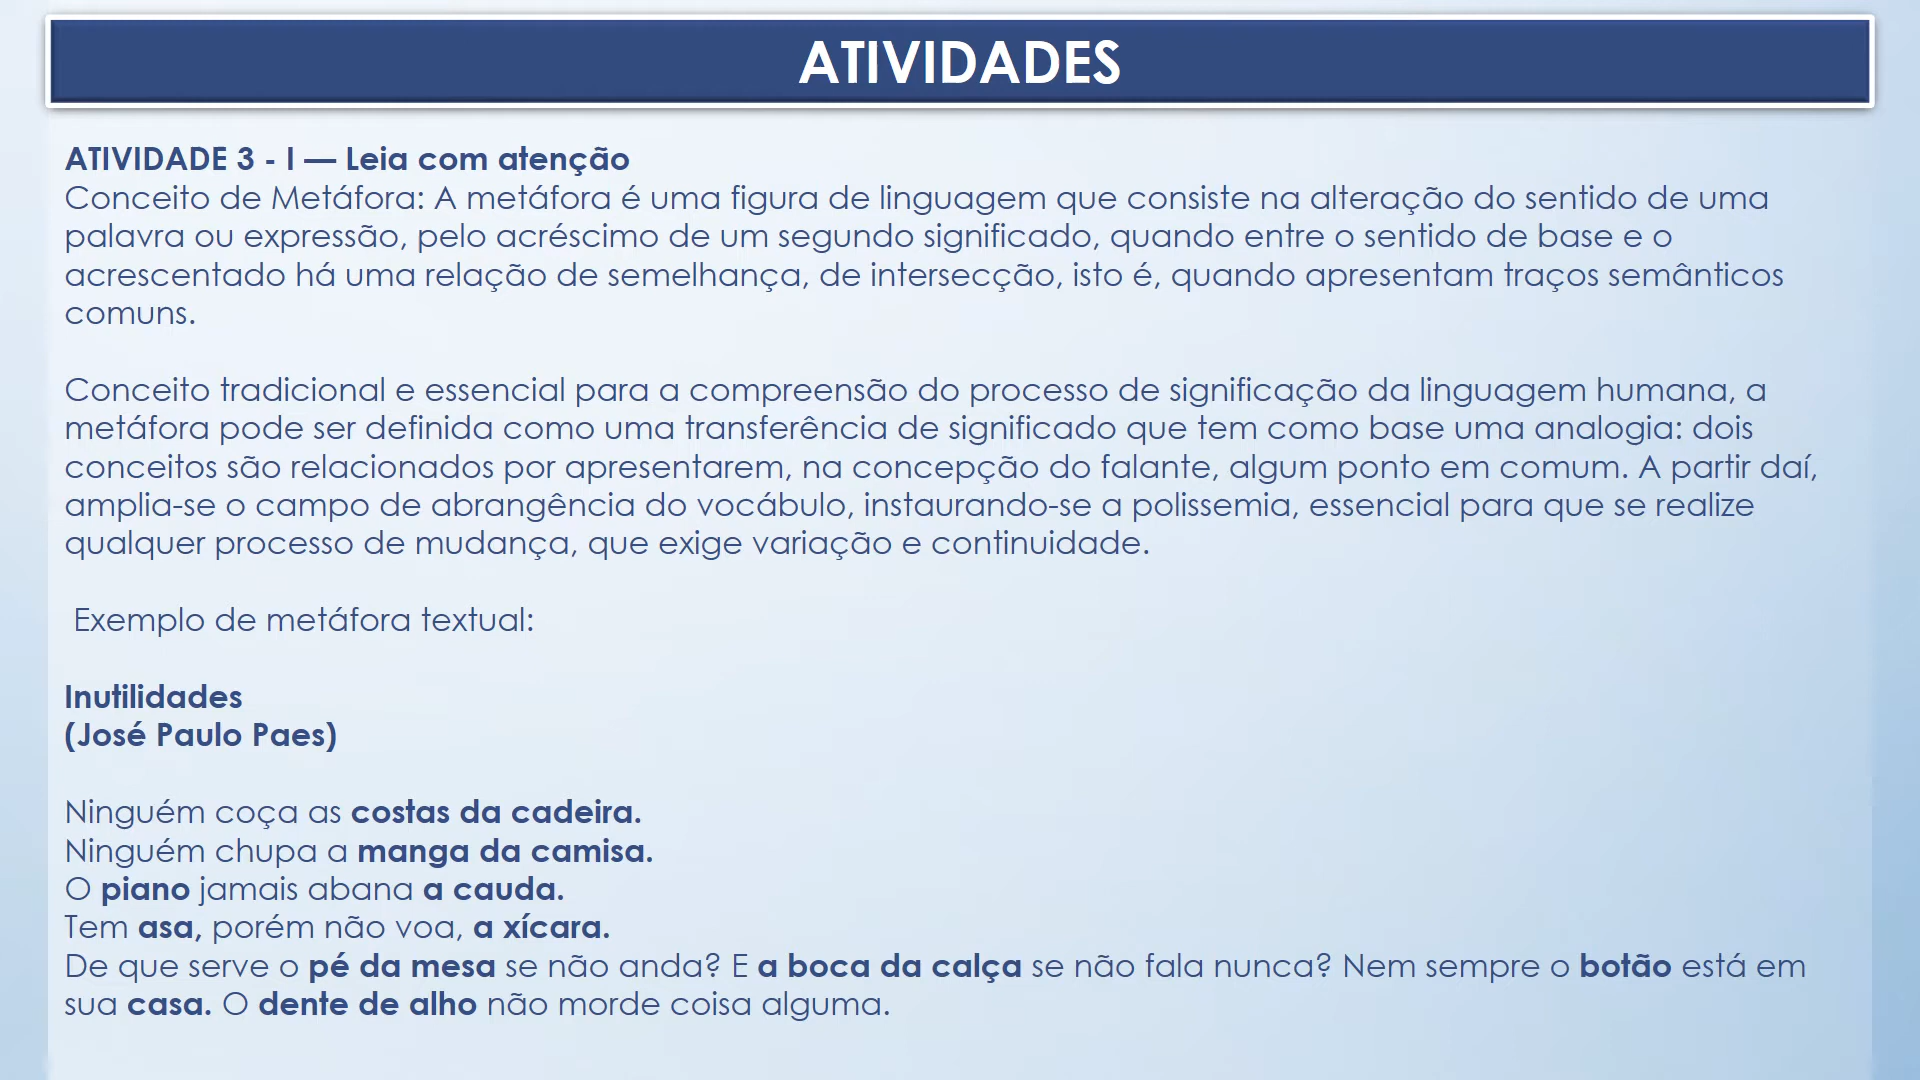 ATIVIDADES
ATIVIDADE 3 - I — Leia com atenção
Conceito de Metáfora: A metáfora é uma figura de linguagem que consiste na alteração do sentido de uma
palavra ou expressão, pelo acréscimo de um segundo significado, quando entre o sentido de base e o
acrescentado há uma relação de semelhança, de intersecção, isto é, quando apresentam traços semânticos
comuns.
Conceito tradicional e essencial para a compreensão do processo de significação da linguagem humana, a
metáfora pode ser definida como uma transferência de significado que tem como base uma analogia: dois
conceitos são relacionados por apresentarem, na concepção do falante, algum ponto em comum. A partir daí,
amplia-se o campo de abrangência do vocábulo, instaurando-se a polissemia, essencial para que se realize
qualquer processo de mudança, que exige variação e continuidade.
Exemplo de metáfora textual:
Inutilidades
(José Paulo Paes)
Ninguém coça as costas da cadeira.
Ninguém chupa a manga da camisa.
O piano jamais abana a cauda.
Tem asa, porém não voa, a xícara.
De que serve o pé da mesa se não anda? E a boca da calça se não fala nunca? Nem sempre o botão está em
sua casa. O dente de alho não morde coisa alguma.